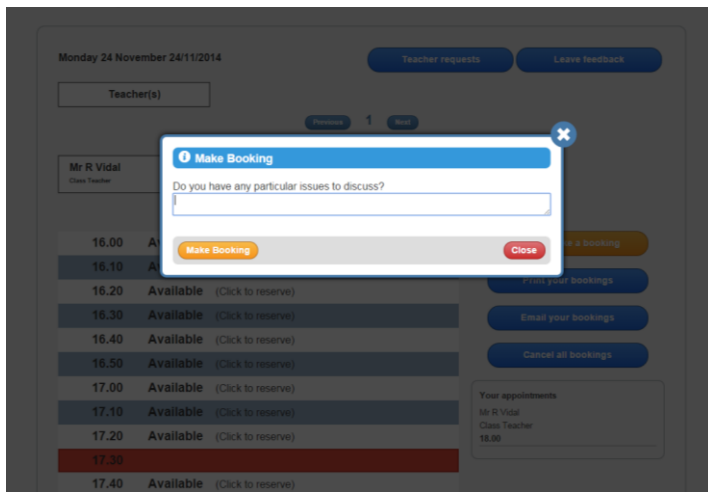 Monday 24 November 24/11/2014
Teacher requests
Leave feedback
Teacher(s)
Previous 1 Next
Make Booking
Mr R Vidal
Class Teacher
Do you have any particular issues to discuss?
Make Booking
Close
16.00
a booking
16.10
Print your bookings
16.20 Available (Click to reserve)
16.30 Available (Click to reserve)
Email your bookings
16.40 Available (Click to reserve)
16.50 Available (Click to reserve)
Cancel all bookings
17.00 Available (Click to reserve)
Your appointments
17.10 Available (Click to reserve)
Mr R Vidal
Class Teacher
17.20 Available (Click to reserve)
18.00
17.30
17.40 Available (Click to reserve)